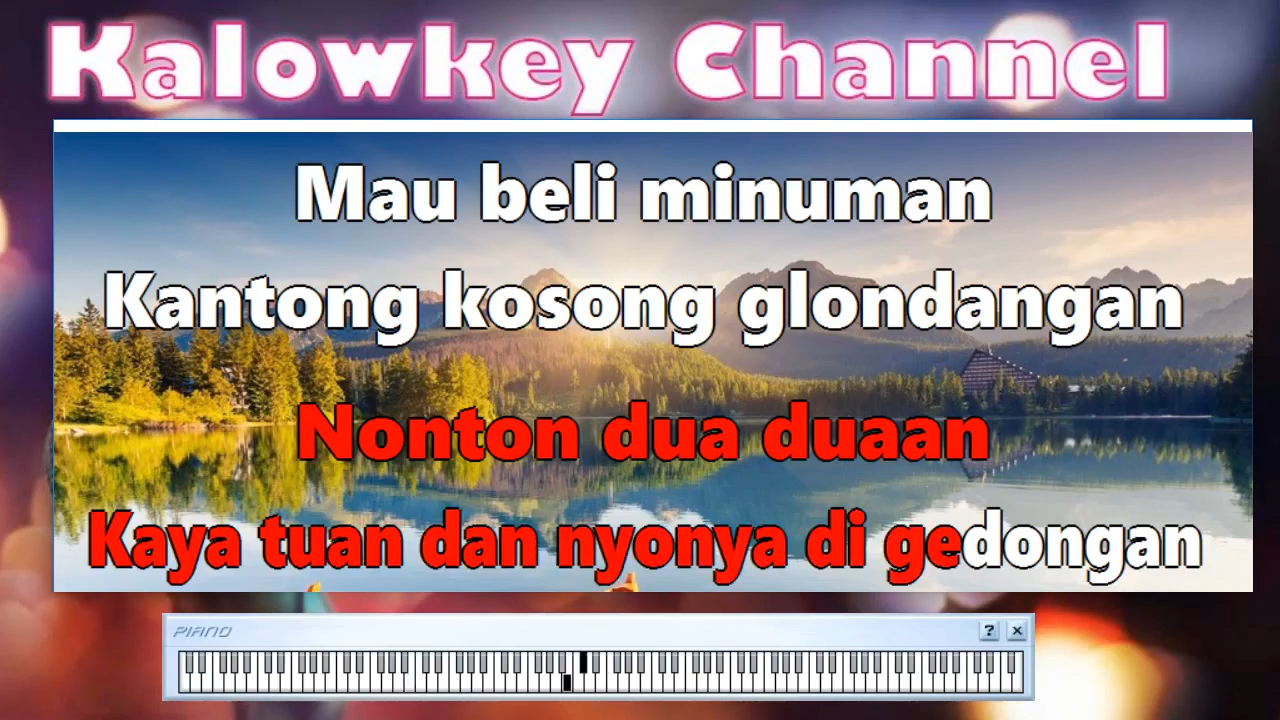 Kalowkey Channel
Mau beli minuman
Kantong kosong glondangan
Nonton dua duaan
Kaya tuan dan nyonya di gedongan
PIANO
? ×